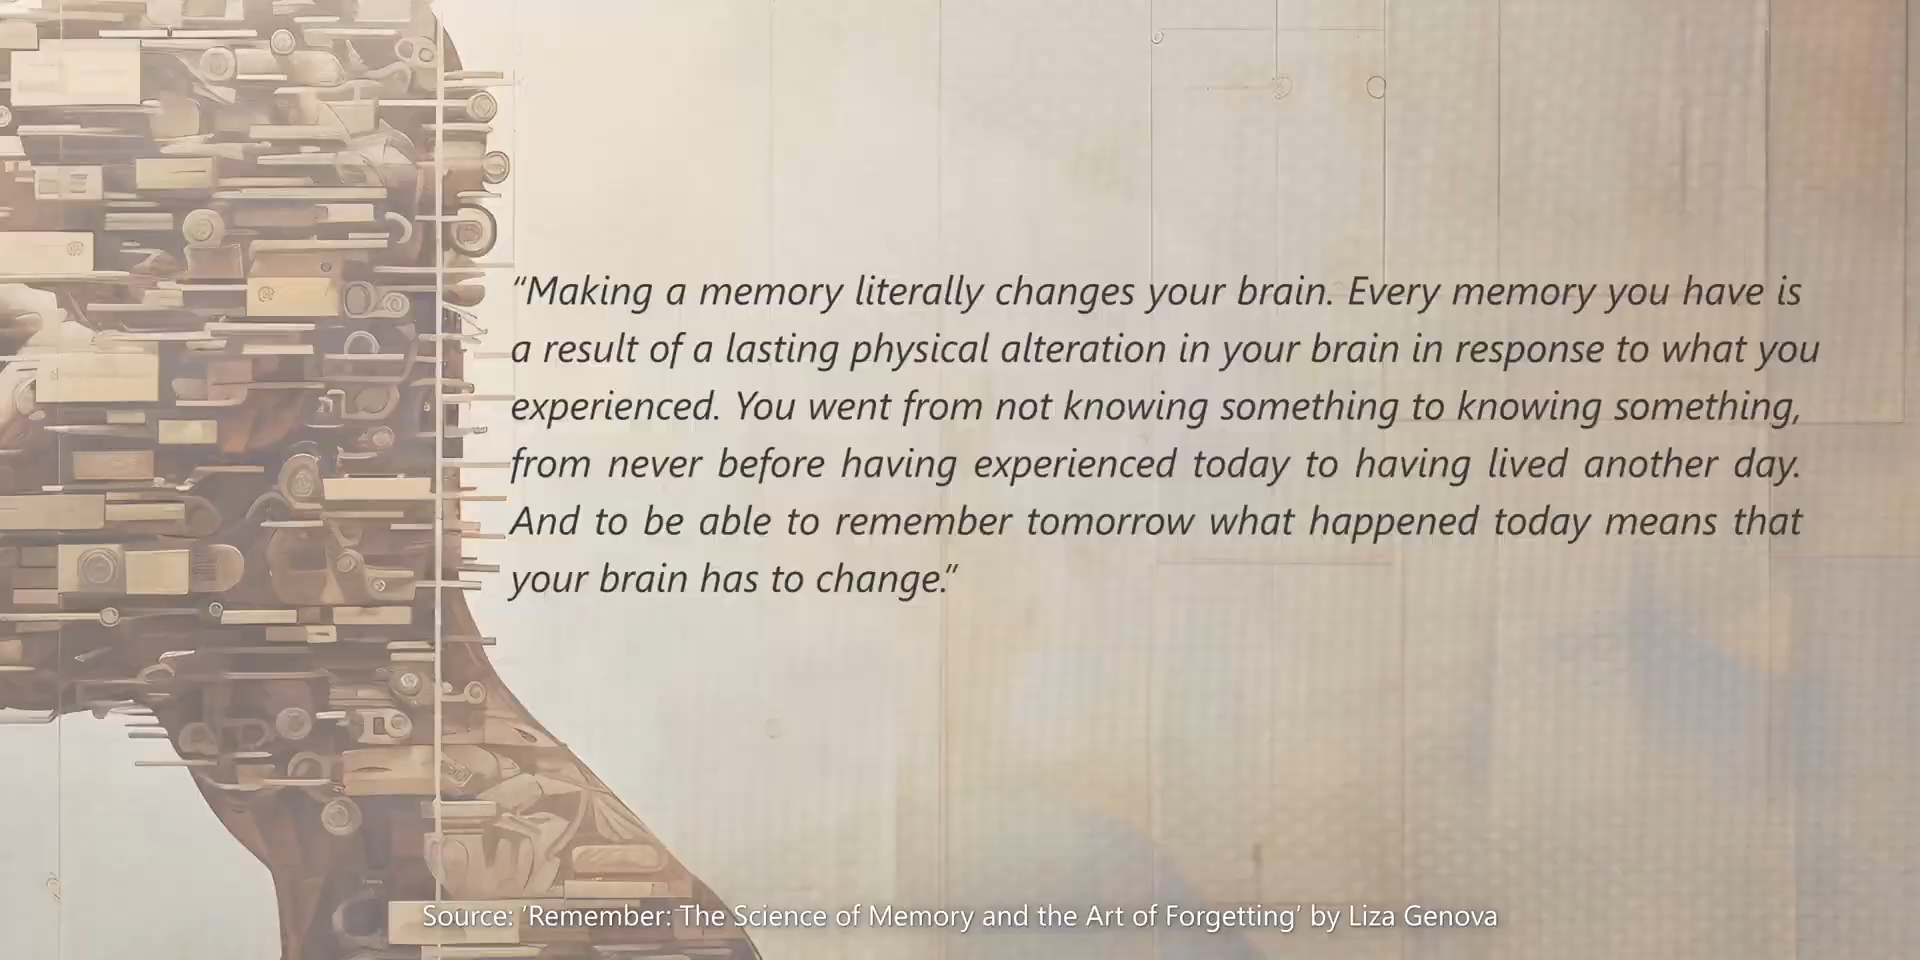 “Making a memory literally changes your brain. Every memory you have is
a result of a lasting physical alteration in your brain in response to what you
experienced. You went from not knowing something to knowing something,
from never before having experienced today to having lived another day.
And to be able to remember tomorrow what happened today means that
your brain has to change.”
Source: ‘Remember: The Science of Memory and the Art of Forgetting’ by Liza Genova